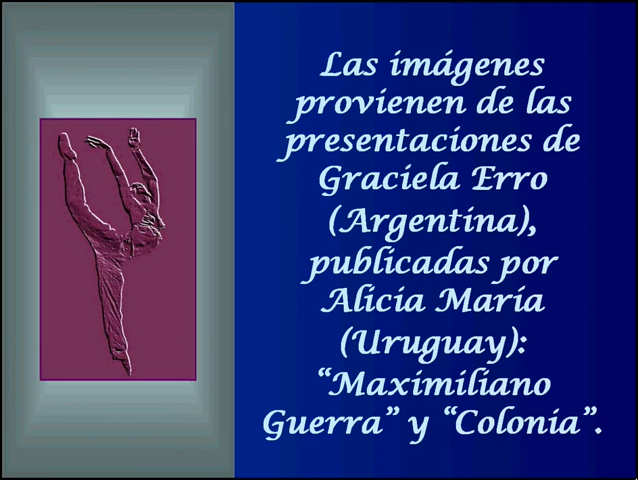 Las imágenes
provienen de las
presentaciones de
Graciela Erro
(Argentina),
publicadas por
Alicia María
(Uruguay):
“Maximiliano
Guerra” y “Colonia”.